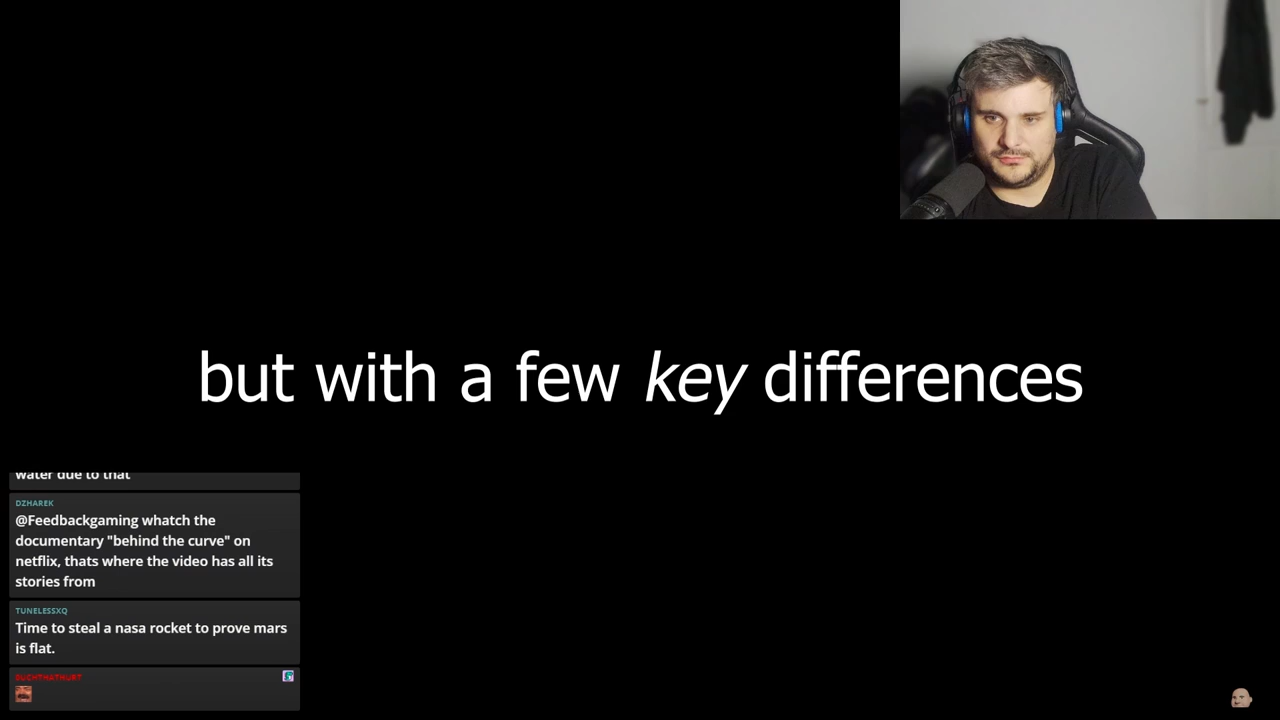 but with a few key differences
water due to that
DZHAREK
@Feedbackgaming whatch the
documentary "behind the curve" on
netflix, thats where the video has all its
stories from
TUNELESSXQ
Time to steal a nasa rocket to prove mars
is flat.
OUCHTHATHURT